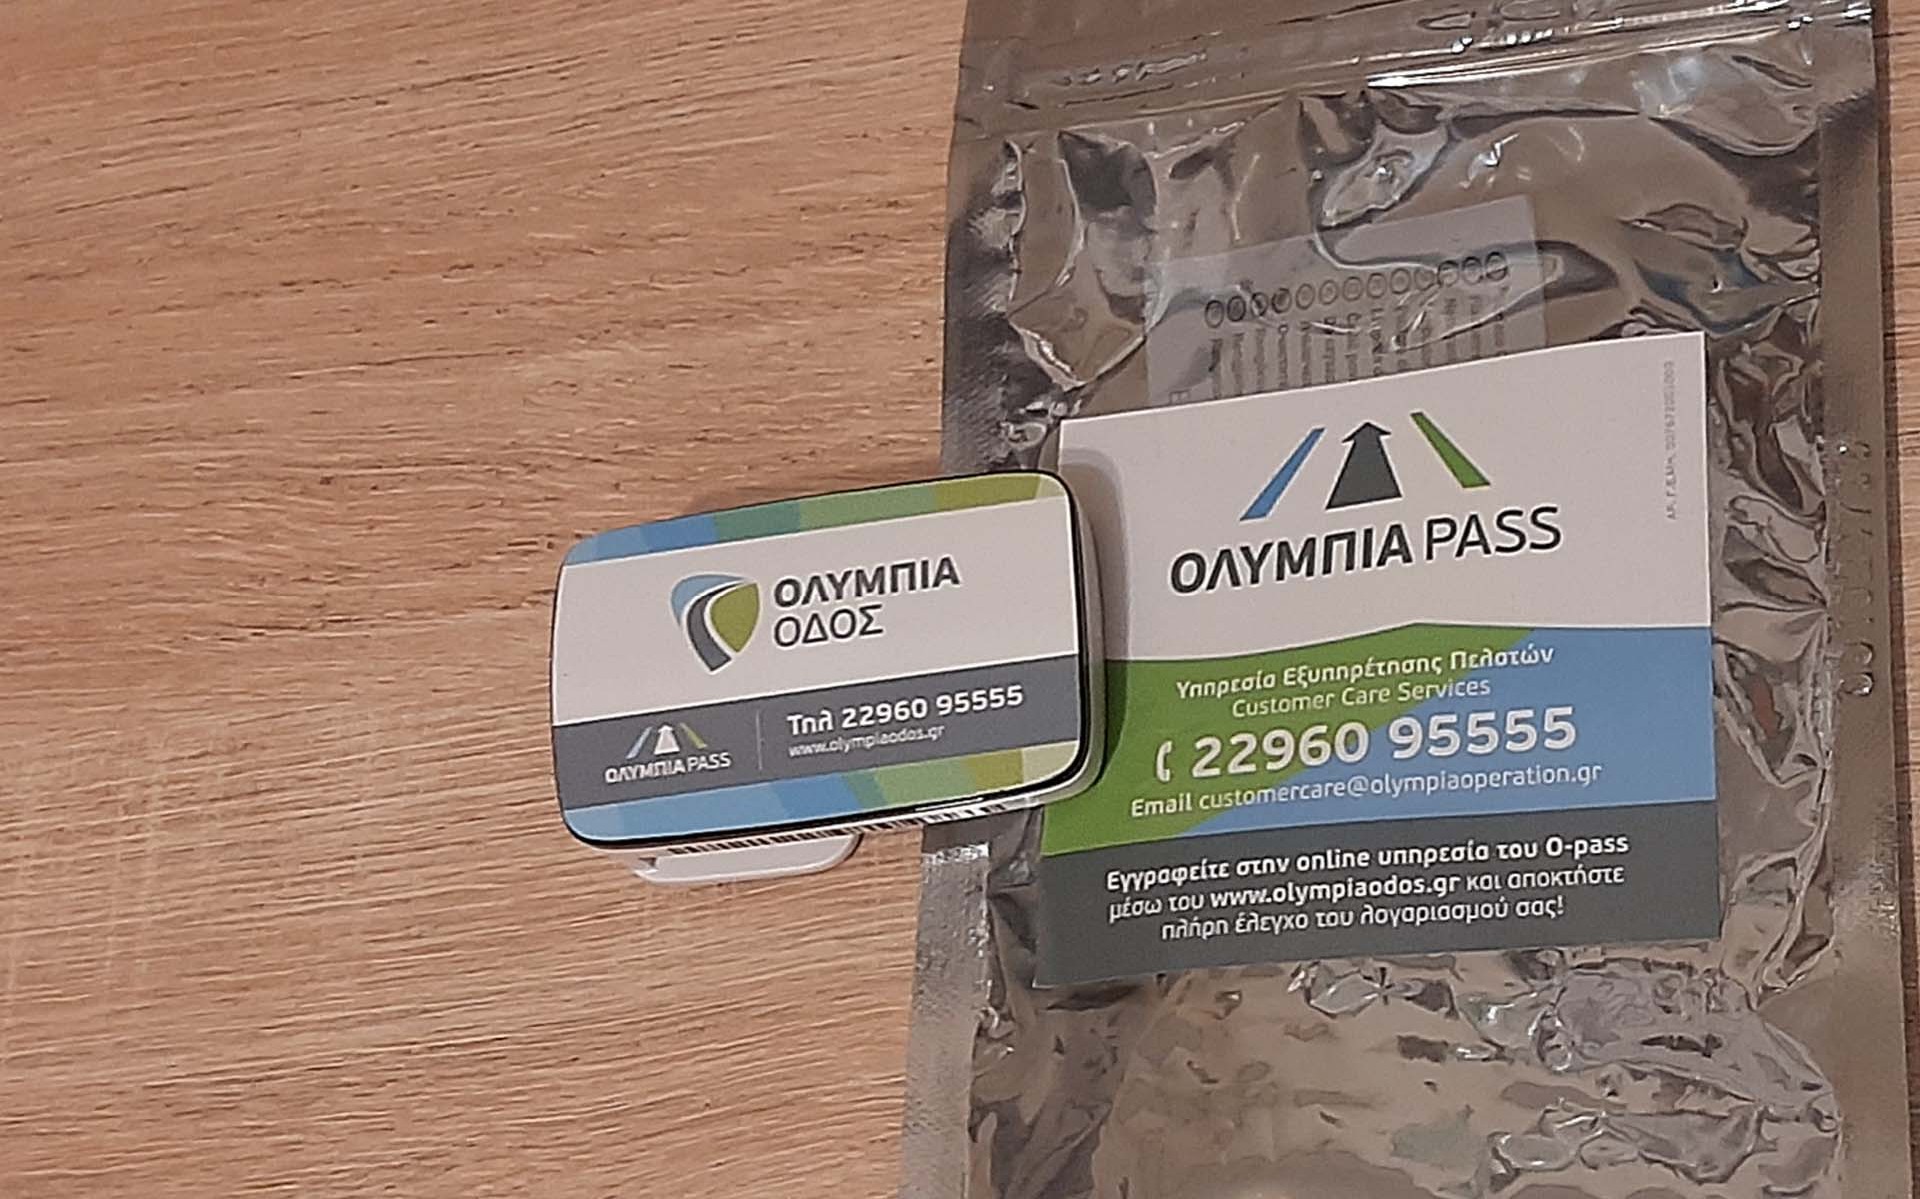 ΟΛΥΜΠΙΑ
ΟΔΟΣ
ΟΛΥΜΠΙΑ PASS
Τηλ 22960 95555
www.olympiaodos.gr
ΟΛΥΜΠΙΑ PASS
Υπηρεσία Εξυπηρέτησης Πελατών
Customer Care Services
22960 95555
Email customercare@olympiaoperation.gr
Εγγραφείτε στην online υπηρεσία του O-pass
μέσω του www.olympiaodos.gr και αποκτήστε
πλήρη έλεγχο του λογαριασμού σας!